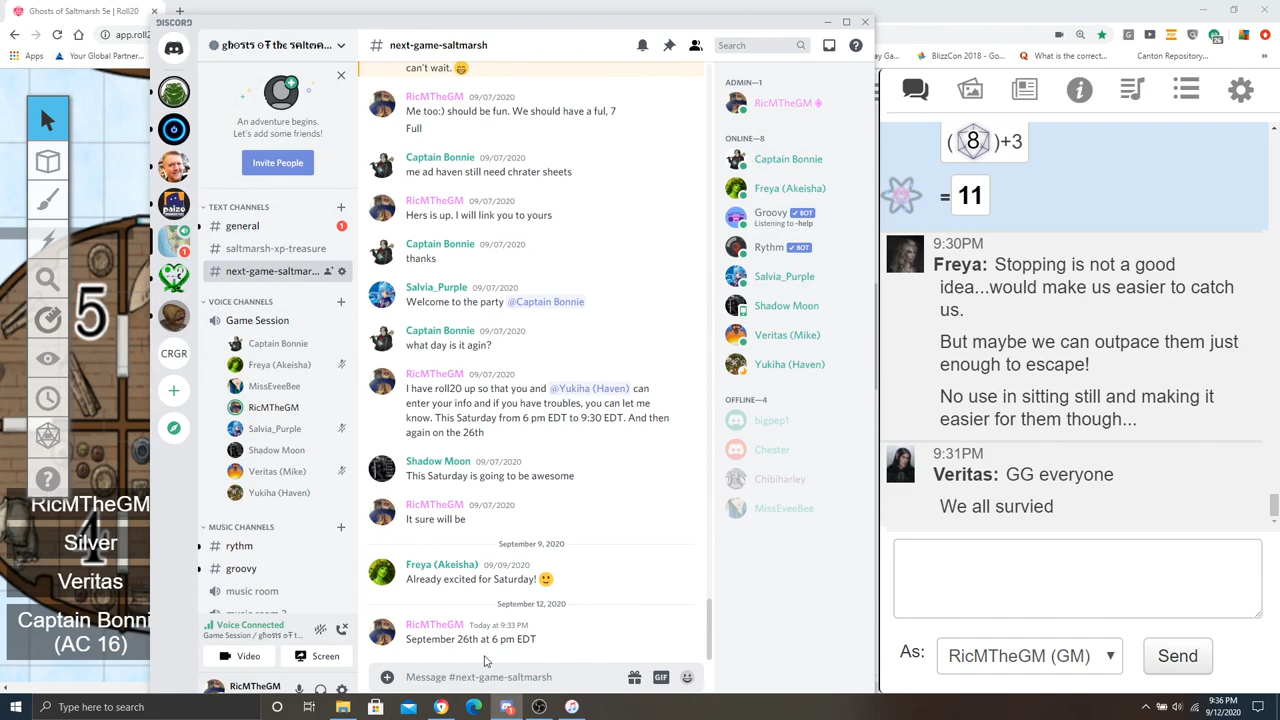 Ghosts of Saltmarsh 5e | Roll20
DISCORD
app.roll2
Apps
Your Global Partner...
BlizzCon 2018 - Go...
What is the correct...
Canton Repository...
»
next-game-saltmarsh
Search
An adventure begins.
Let's add some friends!
Invite People
TEXT CHANNELS
general
1
saltmarsh-xp-treasure
next-game-saltmar...
VOICE CHANNELS
Game Session
Captain Bonnie
Freya (Akeisha)
MissEveeBee
RicMTheGM
Salvia_Purple
Shadow Moon
Veritas (Mike)
Yukiha (Haven)
MUSIC CHANNELS
rythm
groovy
music room
music room 2
Voice Connected
Game Session /
Video
Screen
RicMTheGM
paizo
CRGR
can't wait.
RicMTheGM 09/07/2020
Me too:) should be fun. We should have a ful, 7
Full
Captain Bonnie 09/07/2020
me ad haven still need chrater sheets
RicMTheGM 09/07/2020
Hers is up. I will link you to yours
Captain Bonnie 09/07/2020
thanks
Salvia_Purple 09/07/2020
Welcome to the party @Captain Bonnie
Captain Bonnie 09/07/2020
what day is it agin?
RicMTheGM 09/07/2020
I have roll20 up so that you and @Yukiha (Haven) can
enter your info and if you have troubles, you can let me
know. This Saturday from 6 pm EDT to 9:30 EDT. And then
again on the 26th
Shadow Moon 09/07/2020
This Saturday is going to be awesome
RicMTheGM 09/07/2020
It sure will be
September 9, 2020
Freya (Akeisha) 09/09/2020
Already excited for Saturday!
September 12, 2020
RicMTheGM Today at 9:33 PM
September 26th at 6 pm EDT
Message #next-game-saltmarsh
GIF
ADMIN—1
RicMTheGM
ONLINE—8
Captain Bonnie
Freya (Akeisha)
Groovy ✓ BOT
Listening to -help
Rythm ✓ BOT
Salvia_Purple
Shadow Moon
Veritas (Mike)
Yukiha (Haven)
OFFLINE—4
bigpep1
Chester
Chibiharley
MissEveeBee
(8)+3
=11
9:30PM
Freya: Stopping is not a good
idea...would make us easier to catch
us.
But maybe we can outpace them just
enough to escape!
No use in sitting still and making it
easier for them though...
9:31PM
Veritas: GG everyone
We all survied
As:
RicMTheGM (GM)
Send
5
RicMTheGM
Silver
Veritas
Captain Bonni
(AC 16)
Type here to search
9:36 PM
9/12/2020